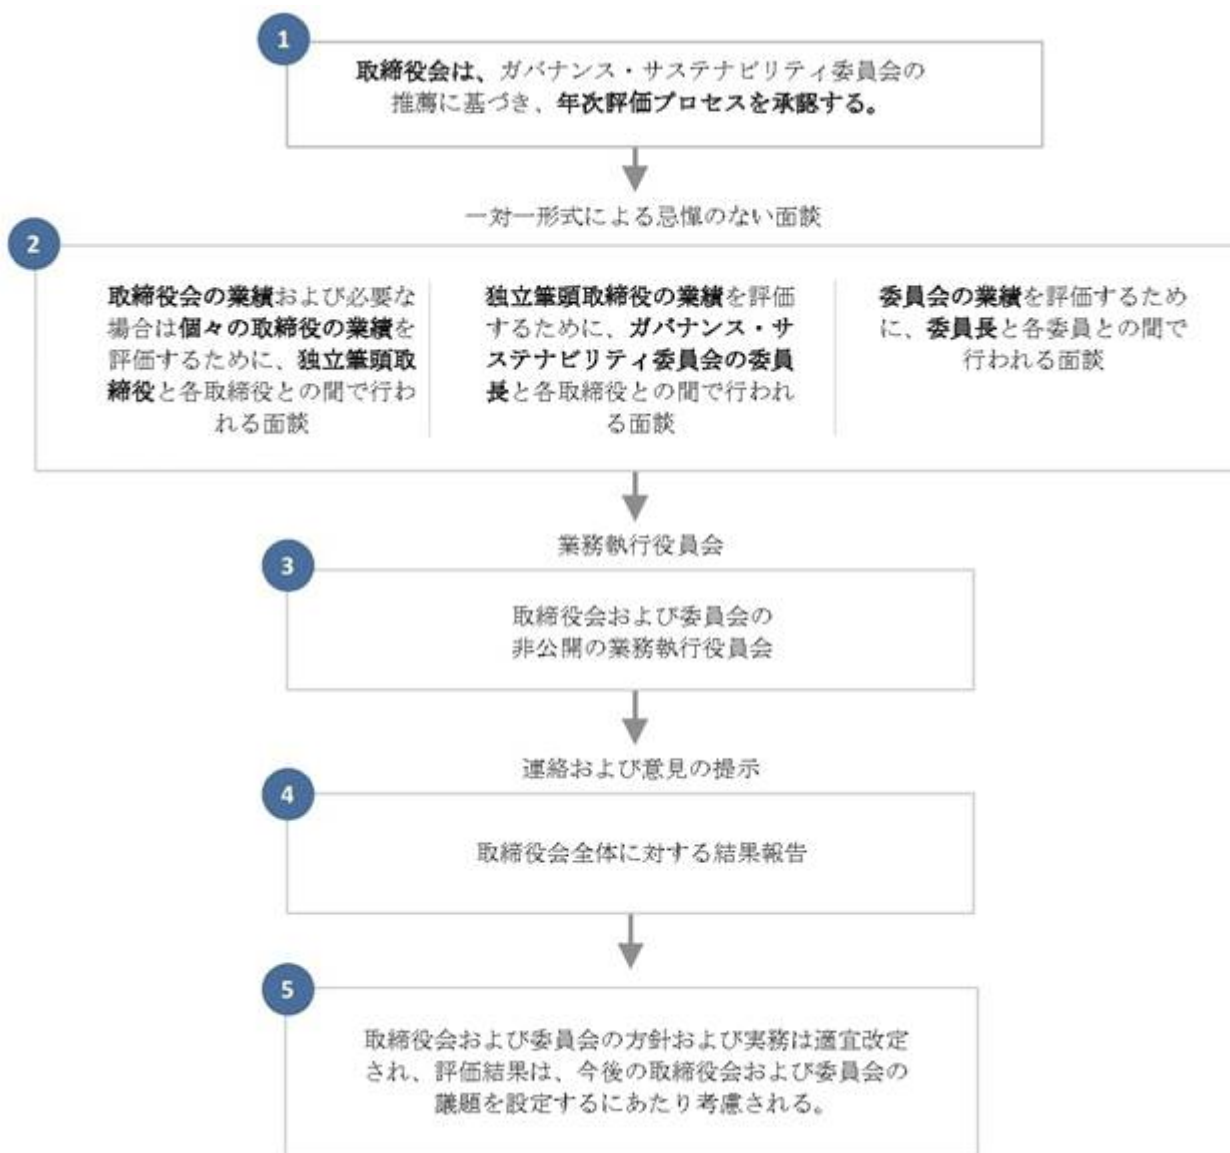 1
取締役会は、ガバナンス・サステナビリティ委員会の
推薦に基づき、年次評価プロセスを承認する。
一対一形式による忌憚のない面談
2
取締役会の業績および必要な
場合は個々の取締役の業績を
評価するために、独立筆頭取
締役と各取締役との間で行わ
れる面談
独立筆頭取締役の業績を評価
するために、ガバナンス・サ
ステナビリティ委員会の委員
長と各取締役との間で行われ
る面談
委員会の業績を評価するため
に、委員長と各委員との間で
行われる面談
業務執行役員会
3
取締役会および委員会の
非公開の業務執行役員会
連絡および意見の提示
4
取締役会全体に対する結果報告
5
取締役会および委員会の方針および実務は適宜改定
され、評価結果は、今後の取締役会および委員会の
議題を設定するにあたり考慮される。